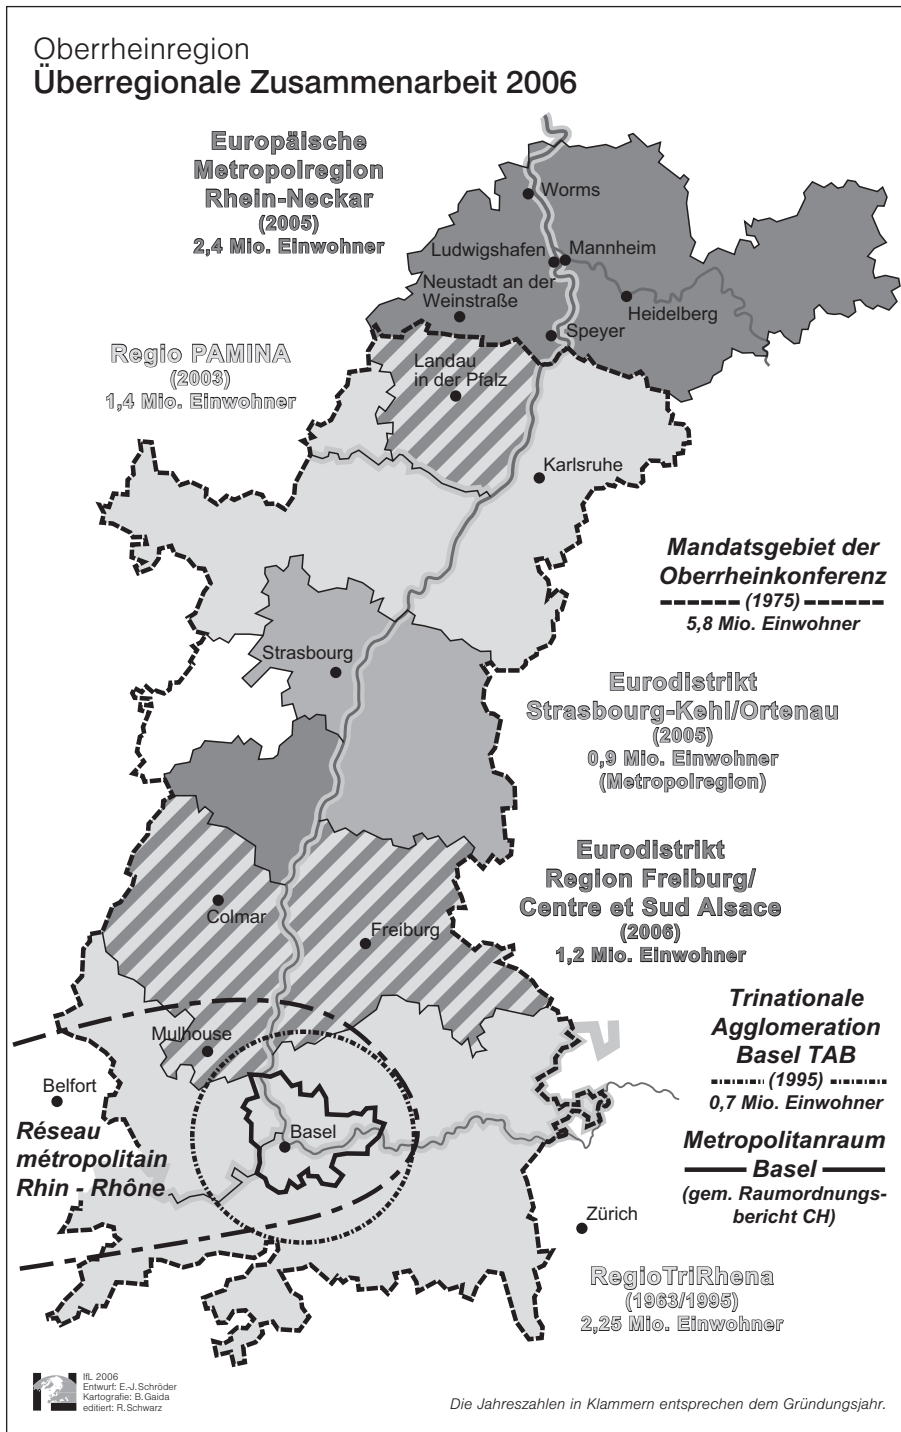 Oberrheinregion
Überregionale Zusammenarbeit 2006
Europäische
Metropolregion
Rhein-Neckar
(2005)
2,4 Mio. Einwohner
Worms
Ludwigshafen
Mannheim
Neustadt an der
Weinstraße
Heidelberg
Speyer
Regio PAMINA
(2003)
1,4 Mio. Einwohner
Landau
in der Pfalz
Karlsruhe
Mandatsgebiet der
Oberrheinkonferenz
(1975)
5,8 Mio. Einwohner
Strasbourg
Eurodistrikt
Strasbourg-Kehl/Ortenau
(2005)
0,9 Mio. Einwohner
(Metropolregion)
Eurodistrikt
Region Freiburg/
Centre et Sud Alsace
(2006)
1,2 Mio. Einwohner
Colmar
Freiburg
Trinationale
Agglomeration
Basel TAB
(1995)
0,7 Mio. Einwohner
Mulhouse
Belfort
Réseau
métropolitain
Rhin - Rhône
Basel
Metropolitanraum
Basel
(gem. Raumordnungs-
bericht CH)
Zürich
RegioTriRhena
(1963/1995)
2,25 Mio. Einwohner
IfL 2006
Entwurf: E.-J.Schröder
Kartografie: B.Gaida
editiert: R.Schwarz
Die Jahreszahlen in Klammern entsprechen dem Gründungsjahr.